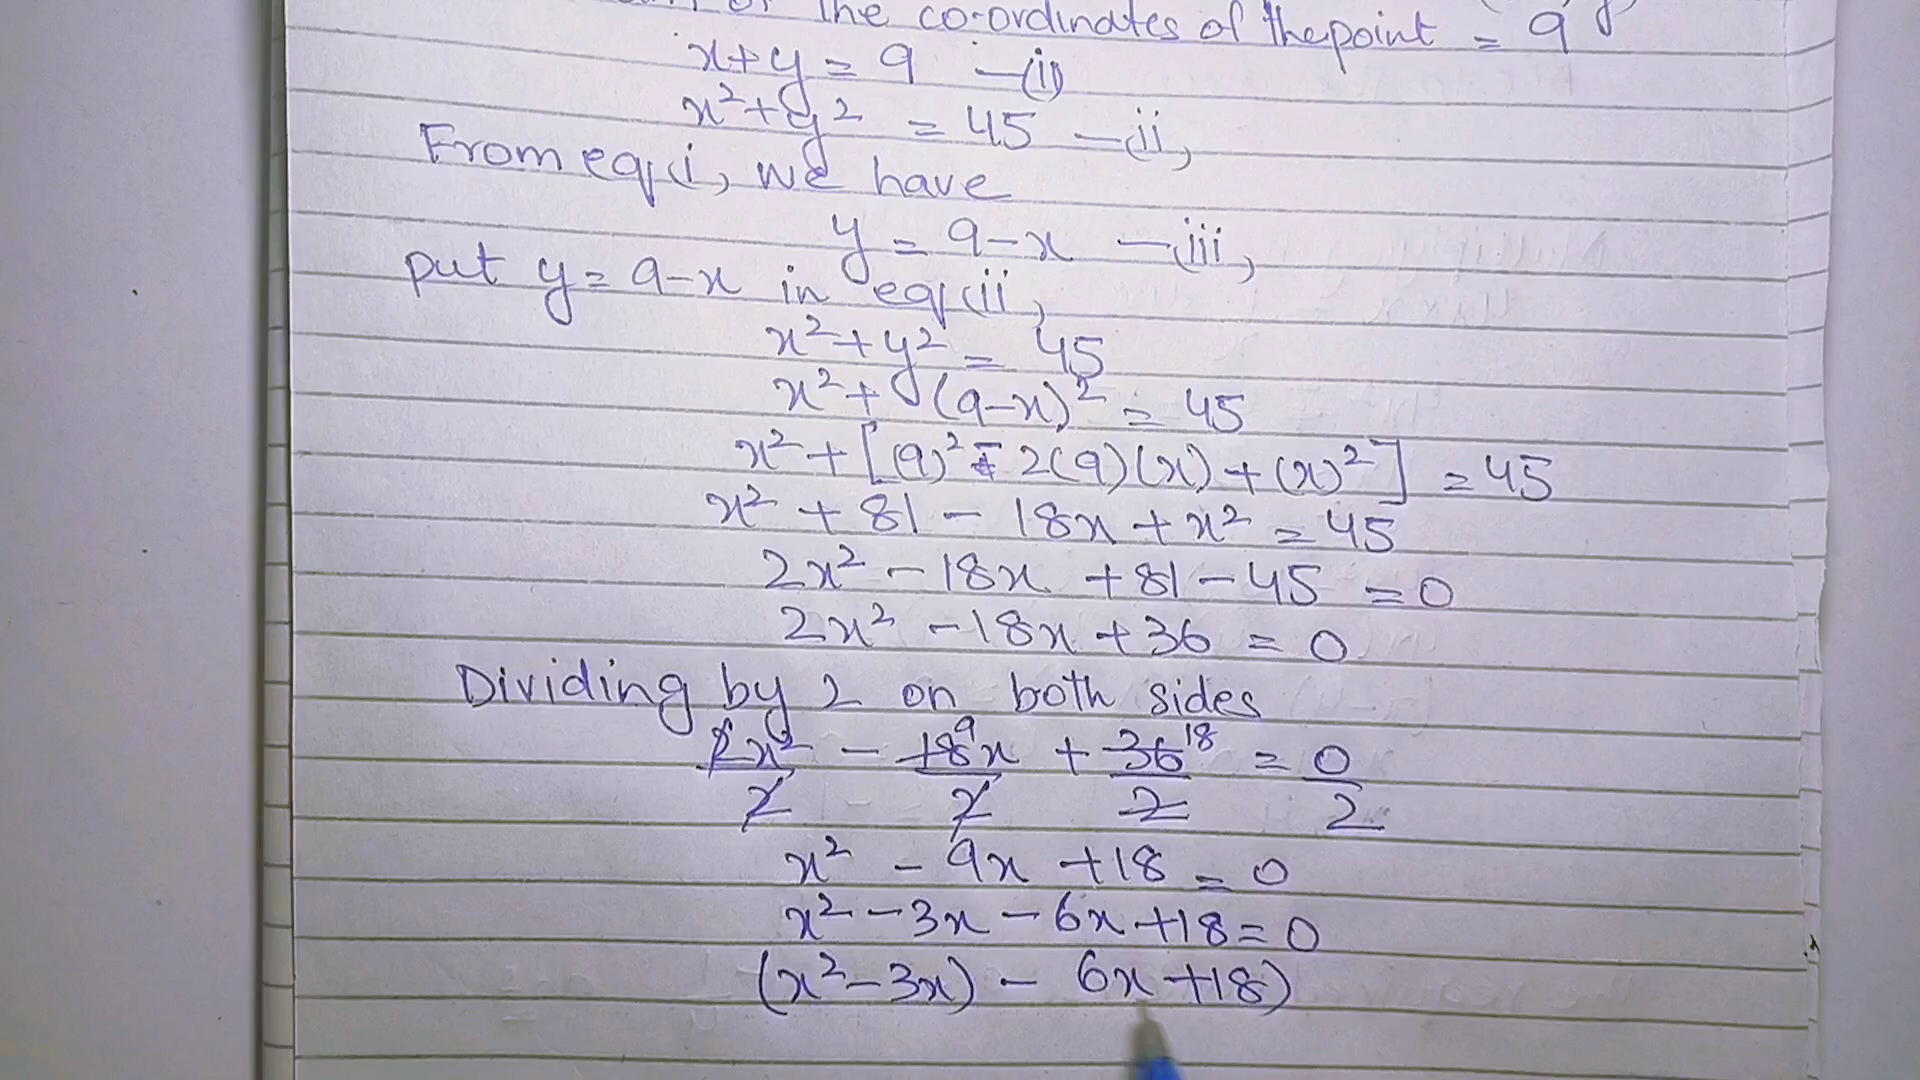 of the co-ordinates of the point = 9
x+y = 9 —(i)
x²+y² = 45 —(ii)
From eq(i), we have
y = 9-x —(iii)
put y = 9-x in eq(ii)
x²+y² = 45
x²+(9-x)² = 45
x²+[(9)²-2(9)(x)+(x)²] = 45
x² + 81 - 18x + x² = 45
2x² - 18x + 81 - 45 = 0
2x² - 18x + 36 = 0
Dividing by 2 on both sides
2x²/2 - 18⁹x/2 + 36¹⁸/2 = 0/2
x² - 9x + 18 = 0
x² - 3x - 6x + 18 = 0
(x² - 3x) - 6x + 18)